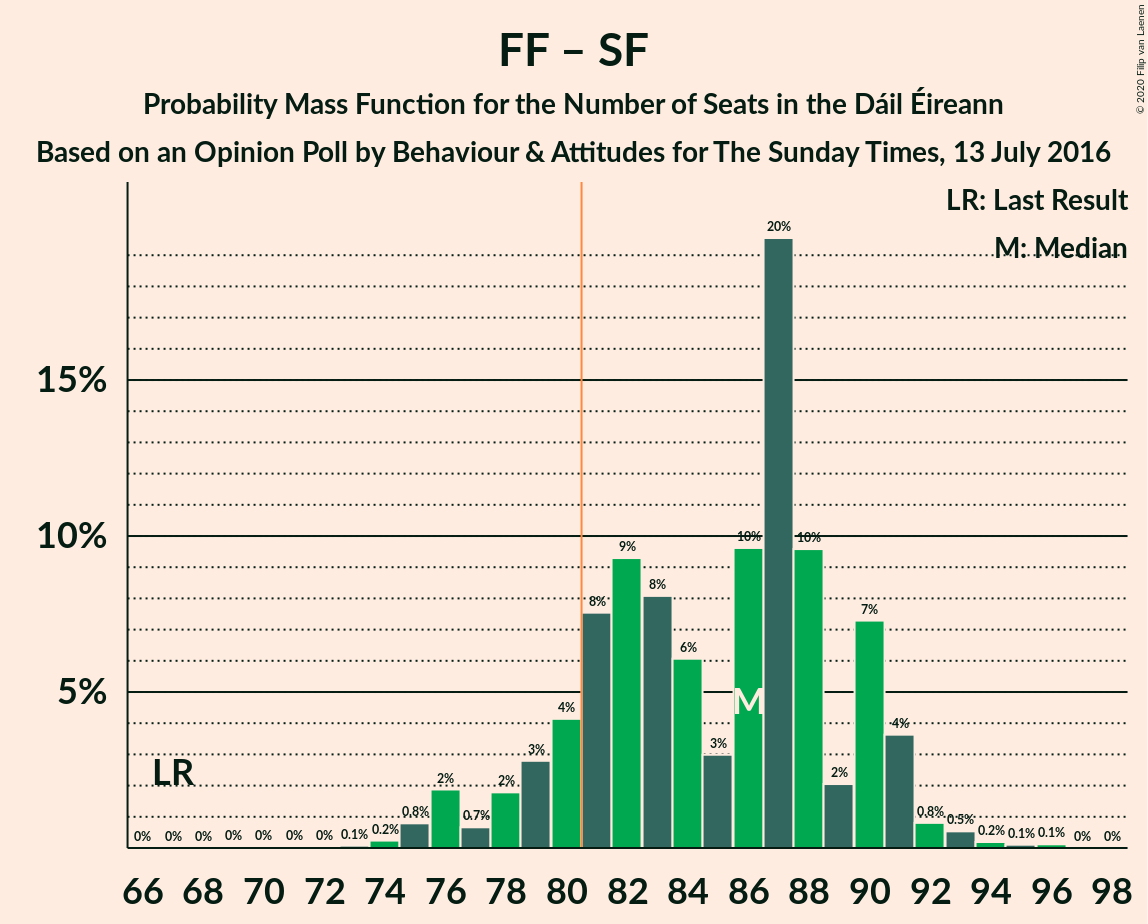 FF – SF
Probability Mass Function for the Number of Seats in the Dáil Éireann
Based on an Opinion Poll by Behaviour & Attitudes for The Sunday Times, 13 July 2016
© 2020 Filip van Laenen
LR: Last Result
M: Median
15%
10%
5%
LR
M
0% 0% 0% 0% 0% 0% 0% 0.1% 0.2% 0.8% 2% 0.7% 2% 3% 4% 8% 9% 8% 6% 3% 10% 20% 10% 2% 7% 4% 0.8% 0.5% 0.2% 0.1% 0.1% 0% 0%
66 68 70 72 74 76 78 80 82 84 86 88 90 92 94 96 98